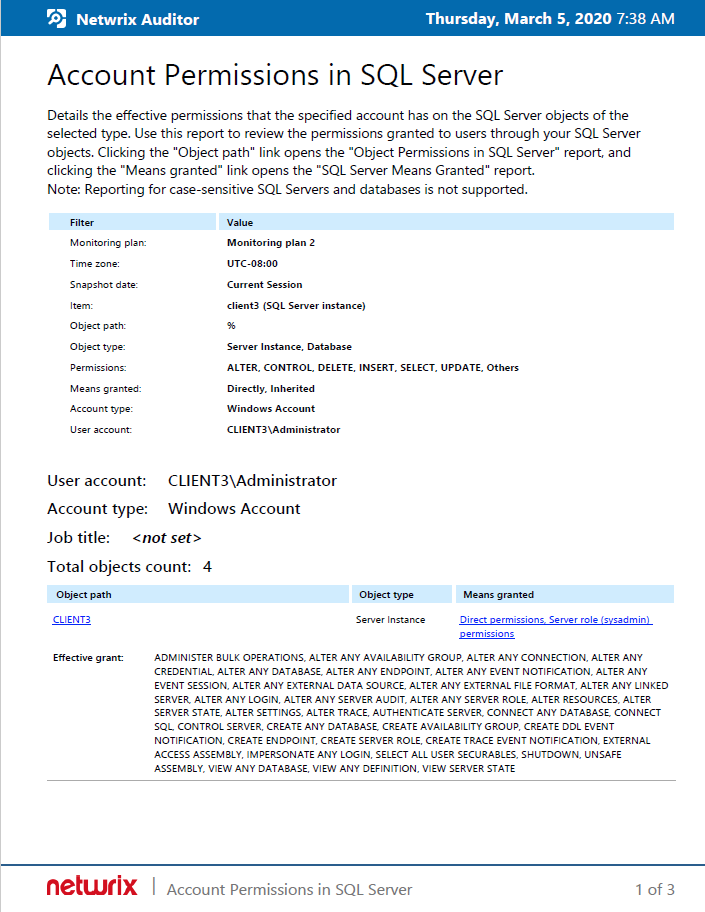 Netwrix Auditor
Thursday, March 5, 2020 7:38 AM
Account Permissions in SQL Server
Details the effective permissions that the specified account has on the SQL Server objects of the
selected type. Use this report to review the permissions granted to users through your SQL Server
objects. Clicking the "Object path" link opens the "Object Permissions in SQL Server" report, and
clicking the "Means granted" link opens the "SQL Server Means Granted" report.
Note: Reporting for case-sensitive SQL Servers and databases is not supported.
Filter Value
Monitoring plan: Monitoring plan 2
Time zone: UTC-08:00
Snapshot date: Current Session
Item: client3 (SQL Server instance)
Object path: %
Object type: Server Instance, Database
Permissions: ALTER, CONTROL, DELETE, INSERT, SELECT, UPDATE, Others
Means granted: Directly, Inherited
Account type: Windows Account
User account: CLIENT3\Administrator
User account: CLIENT3\Administrator
Account type: Windows Account
Job title: <not set>
Total objects count: 4
Object path Object type Means granted
CLIENT3 Server Instance Direct permissions, Server role (sysadmin)
permissions
Effective grant: ADMINISTER BULK OPERATIONS, ALTER ANY AVAILABILITY GROUP, ALTER ANY CONNECTION, ALTER ANY
CREDENTIAL, ALTER ANY DATABASE, ALTER ANY ENDPOINT, ALTER ANY EVENT NOTIFICATION, ALTER ANY
EVENT SESSION, ALTER ANY EXTERNAL DATA SOURCE, ALTER ANY EXTERNAL FILE FORMAT, ALTER ANY LINKED
SERVER, ALTER ANY LOGIN, ALTER ANY SERVER AUDIT, ALTER ANY SERVER ROLE, ALTER RESOURCES, ALTER
SERVER STATE, ALTER SETTINGS, ALTER TRACE, AUTHENTICATE SERVER, CONNECT ANY DATABASE, CONNECT
SQL, CONTROL SERVER, CREATE ANY DATABASE, CREATE AVAILABILITY GROUP, CREATE DDL EVENT
NOTIFICATION, CREATE ENDPOINT, CREATE SERVER ROLE, CREATE TRACE EVENT NOTIFICATION, EXTERNAL
ACCESS ASSEMBLY, IMPERSONATE ANY LOGIN, SELECT ALL USER SECURABLES, SHUTDOWN, UNSAFE
ASSEMBLY, VIEW ANY DATABASE, VIEW ANY DEFINITION, VIEW SERVER STATE
netwrix | Account Permissions in SQL Server
1 of 3